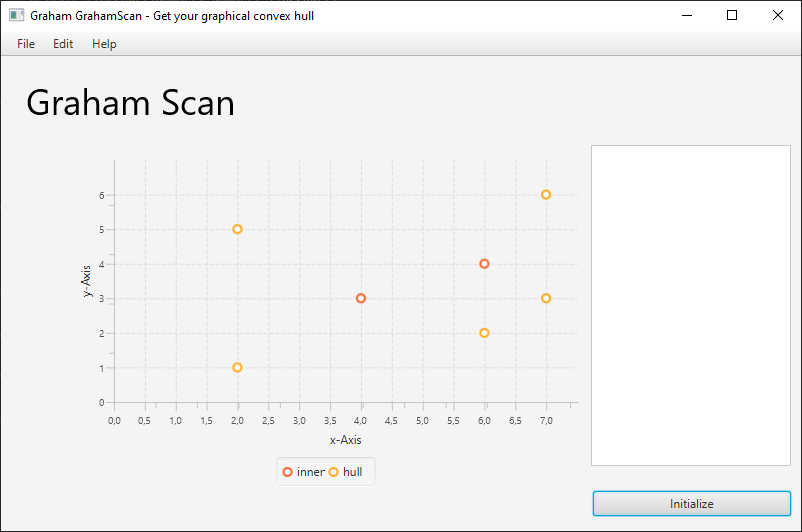 Graham GrahamScan - Get your graphical convex hull
File Edit Help
Graham Scan
6
5
4
3
2
1
0
y-Axis
0,0 0,5 1,0 1,5 2,0 2,5 3,0 3,5 4,0 4,5 5,0 5,5 6,0 6,5 7,0
x-Axis
inner hull
Initialize